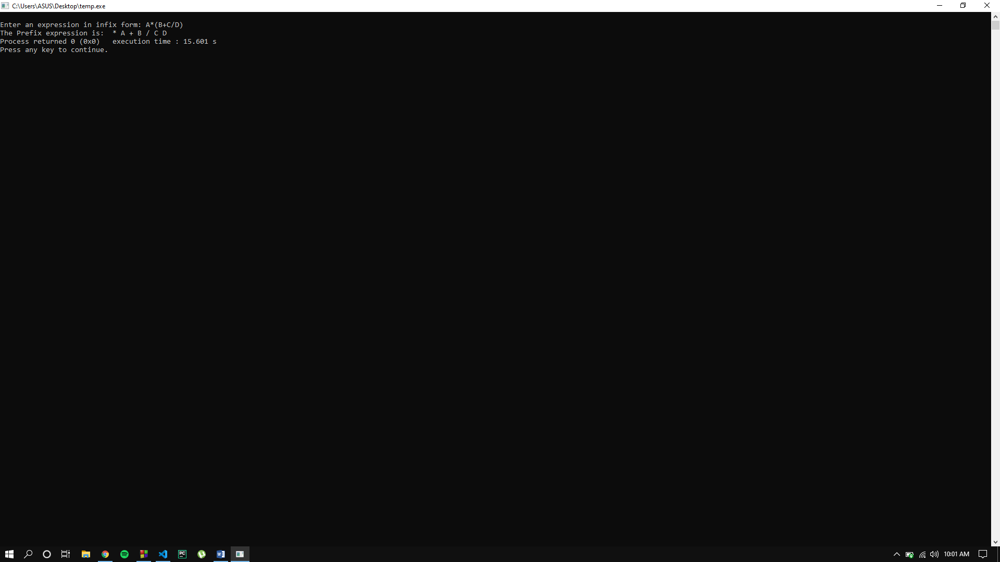 C:\Users\ASUS\Desktop\temp.exe
Enter an expression in infix form: A*(B+C/D)
The Prefix expression is:  * A + B / C D
Process returned 0 (0x0)   execution time : 15.601 s
Press any key to continue.
PC
W
10:01 AM